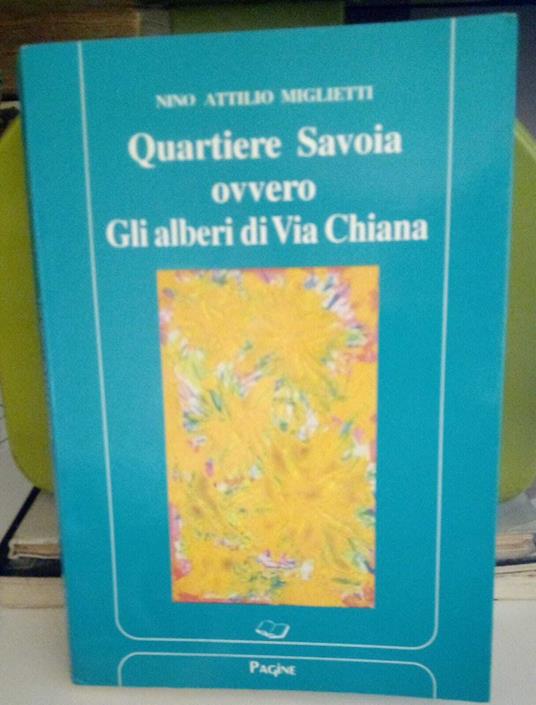 NINO ATTILIO MIGLIETTI
Quartiere Savoia
ovvero
Gli alberi di Via Chiana
PAGINE